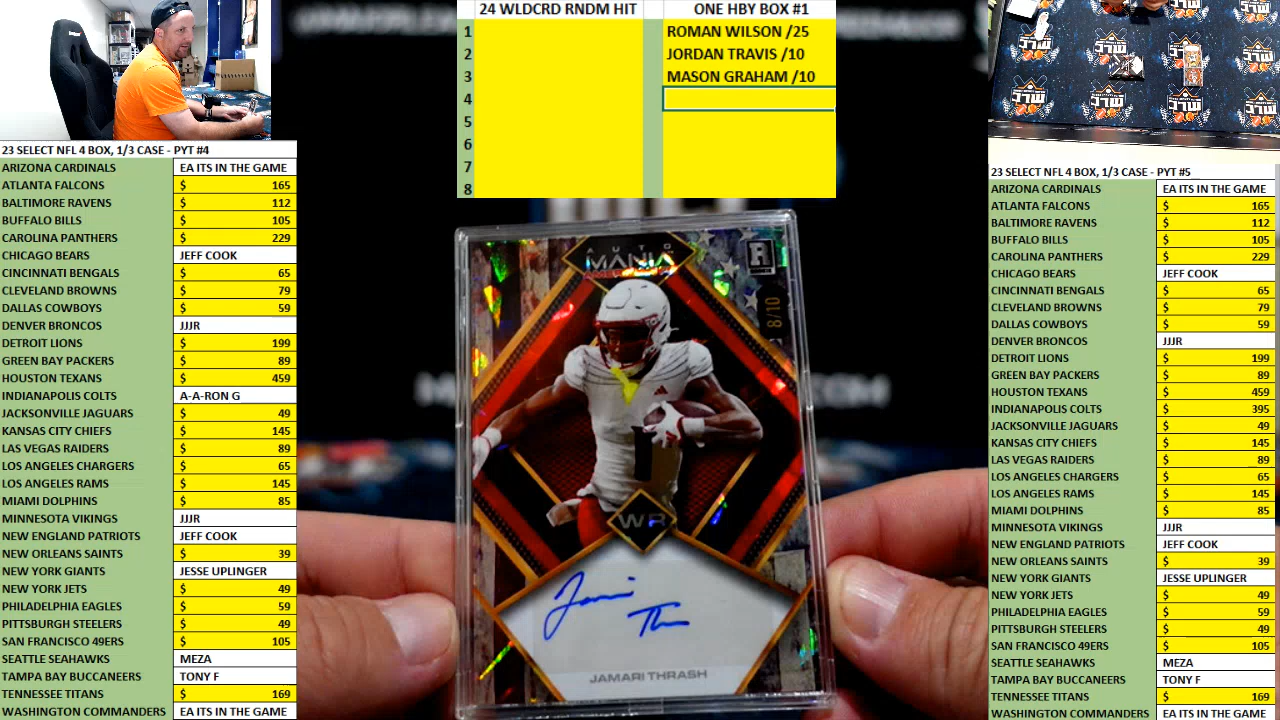 24 WLDCRD RNDM HIT ONE HBY BOX #1
1 ROMAN WILSON /25
2 JORDAN TRAVIS /10
3 MASON GRAHAM /10
4
5
6
7
8
23 SELECT NFL 4 BOX, 1/3 CASE - PYT #4
ARIZONA CARDINALS EA ITS IN THE GAME
ATLANTA FALCONS $ 165
BALTIMORE RAVENS $ 112
BUFFALO BILLS $ 105
CAROLINA PANTHERS $ 229
CHICAGO BEARS JEFF COOK
CINCINNATI BENGALS $ 65
CLEVELAND BROWNS $ 79
DALLAS COWBOYS $ 59
DENVER BRONCOS JJJR
DETROIT LIONS $ 199
GREEN BAY PACKERS $ 89
HOUSTON TEXANS $ 459
INDIANAPOLIS COLTS A-A-RON G
JACKSONVILLE JAGUARS $ 49
KANSAS CITY CHIEFS $ 145
LAS VEGAS RAIDERS $ 89
LOS ANGELES CHARGERS $ 65
LOS ANGELES RAMS $ 145
MIAMI DOLPHINS $ 85
MINNESOTA VIKINGS JJJR
NEW ENGLAND PATRIOTS JEFF COOK
NEW ORLEANS SAINTS $ 39
NEW YORK GIANTS JESSE UPLINGER
NEW YORK JETS $ 49
PHILADELPHIA EAGLES $ 59
PITTSBURGH STEELERS $ 49
SAN FRANCISCO 49ERS $ 105
SEATTLE SEAHAWKS MEZA
TAMPA BAY BUCCANEERS TONY F
TENNESSEE TITANS $ 169
WASHINGTON COMMANDERS EA ITS IN THE GAME
AUTO
MANIA
R
8/10
1
WR
Jamari Th
JAMARI THRASH
23 SELECT NFL 4 BOX, 1/3 CASE - PYT #5
ARIZONA CARDINALS EA ITS IN THE GAME
ATLANTA FALCONS $ 165
BALTIMORE RAVENS $ 112
BUFFALO BILLS $ 105
CAROLINA PANTHERS $ 229
CHICAGO BEARS JEFF COOK
CINCINNATI BENGALS $ 65
CLEVELAND BROWNS $ 79
DALLAS COWBOYS $ 59
DENVER BRONCOS JJJR
DETROIT LIONS $ 199
GREEN BAY PACKERS $ 89
HOUSTON TEXANS $ 459
INDIANAPOLIS COLTS $ 395
JACKSONVILLE JAGUARS $ 49
KANSAS CITY CHIEFS $ 145
LAS VEGAS RAIDERS $ 89
LOS ANGELES CHARGERS $ 65
LOS ANGELES RAMS $ 145
MIAMI DOLPHINS $ 85
MINNESOTA VIKINGS JJJR
NEW ENGLAND PATRIOTS JEFF COOK
NEW ORLEANS SAINTS $ 39
NEW YORK GIANTS JESSE UPLINGER
NEW YORK JETS $ 49
PHILADELPHIA EAGLES $ 59
PITTSBURGH STEELERS $ 49
SAN FRANCISCO 49ERS $ 105
SEATTLE SEAHAWKS MEZA
TAMPA BAY BUCCANEERS TONY F
TENNESSEE TITANS $ 169
WASHINGTON COMMANDERS EA ITS IN THE GAME